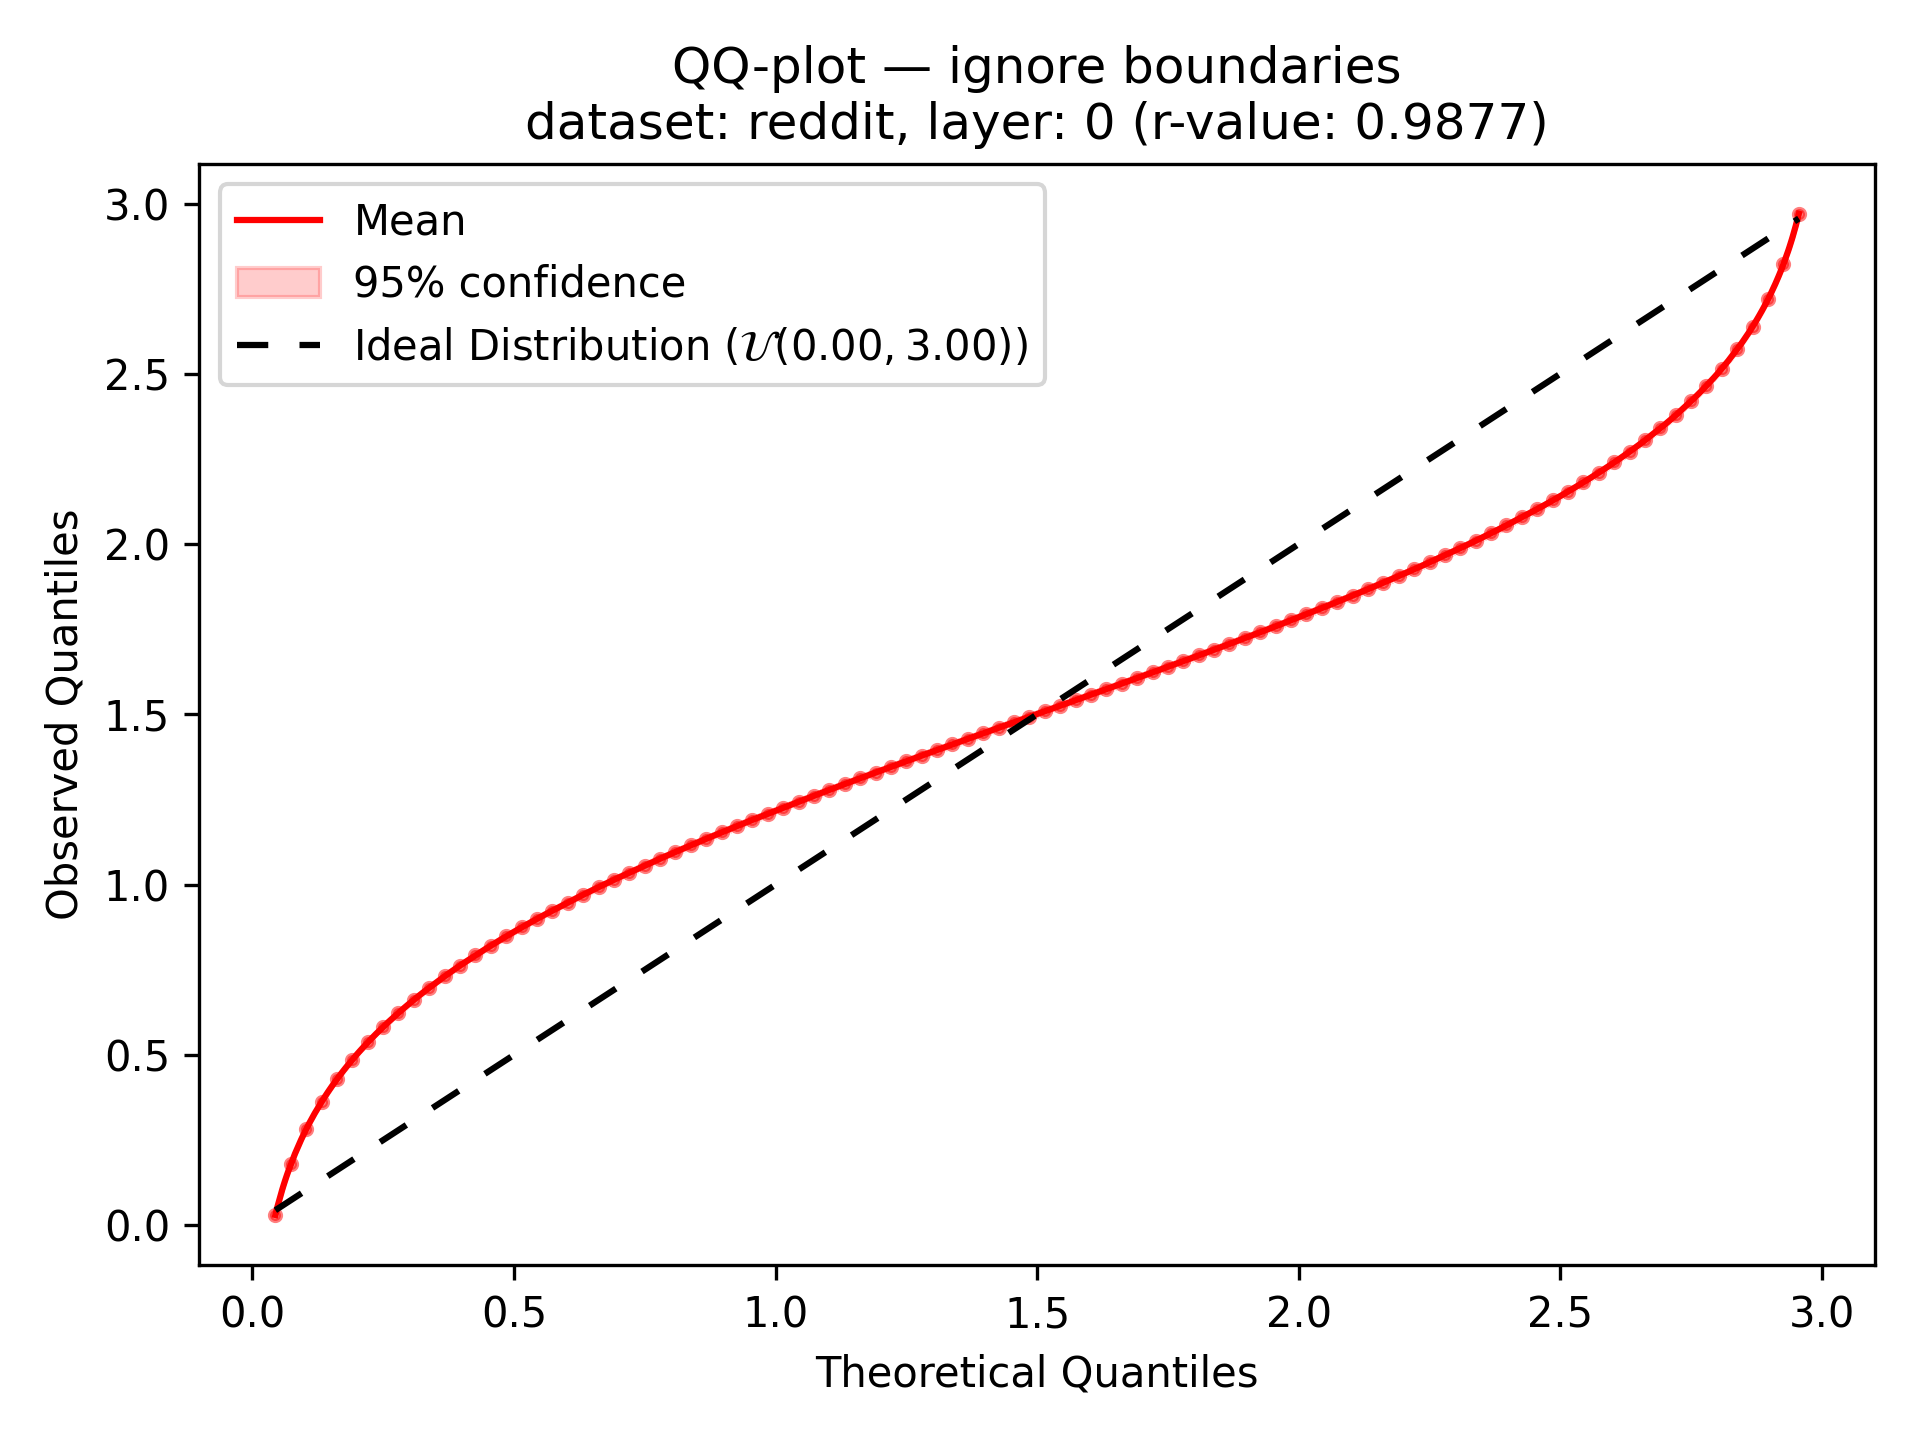 QQ-plot — ignore boundaries
dataset: reddit, layer: 0 (r-value: 0.9877)
Mean
95% confidence
Ideal Distribution (𝒰(0.00, 3.00))
3.0
2.5
2.0
1.5
1.0
0.5
0.0
Observed Quantiles
0.0 0.5 1.0 1.5 2.0 2.5 3.0
Theoretical Quantiles